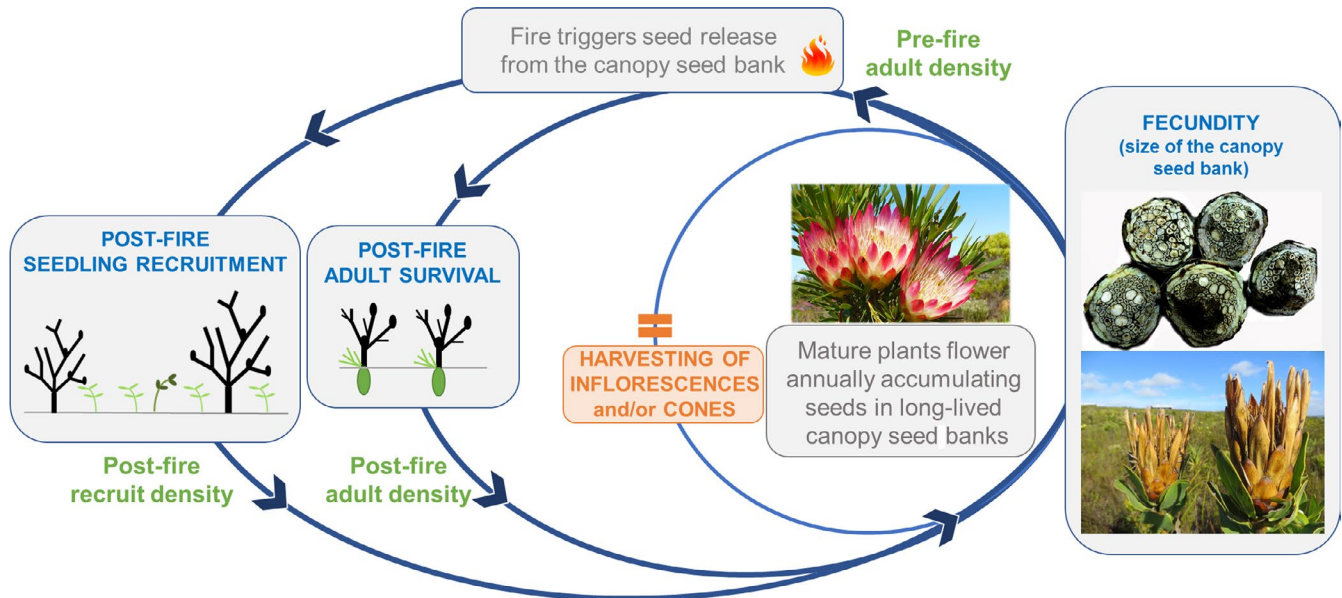 Fire triggers seed release
from the canopy seed bank
Pre-fire
adult density
FECUNDITY
(size of the canopy
seed bank)
POST-FIRE
SEEDLING RECRUITMENT
POST-FIRE
ADULT SURVIVAL
HARVESTING OF
INFLORESCENCES
and/or CONES
Mature plants flower
annually accumulating
seeds in long-lived
canopy seed banks
Post-fire
recruit density
Post-fire
adult density